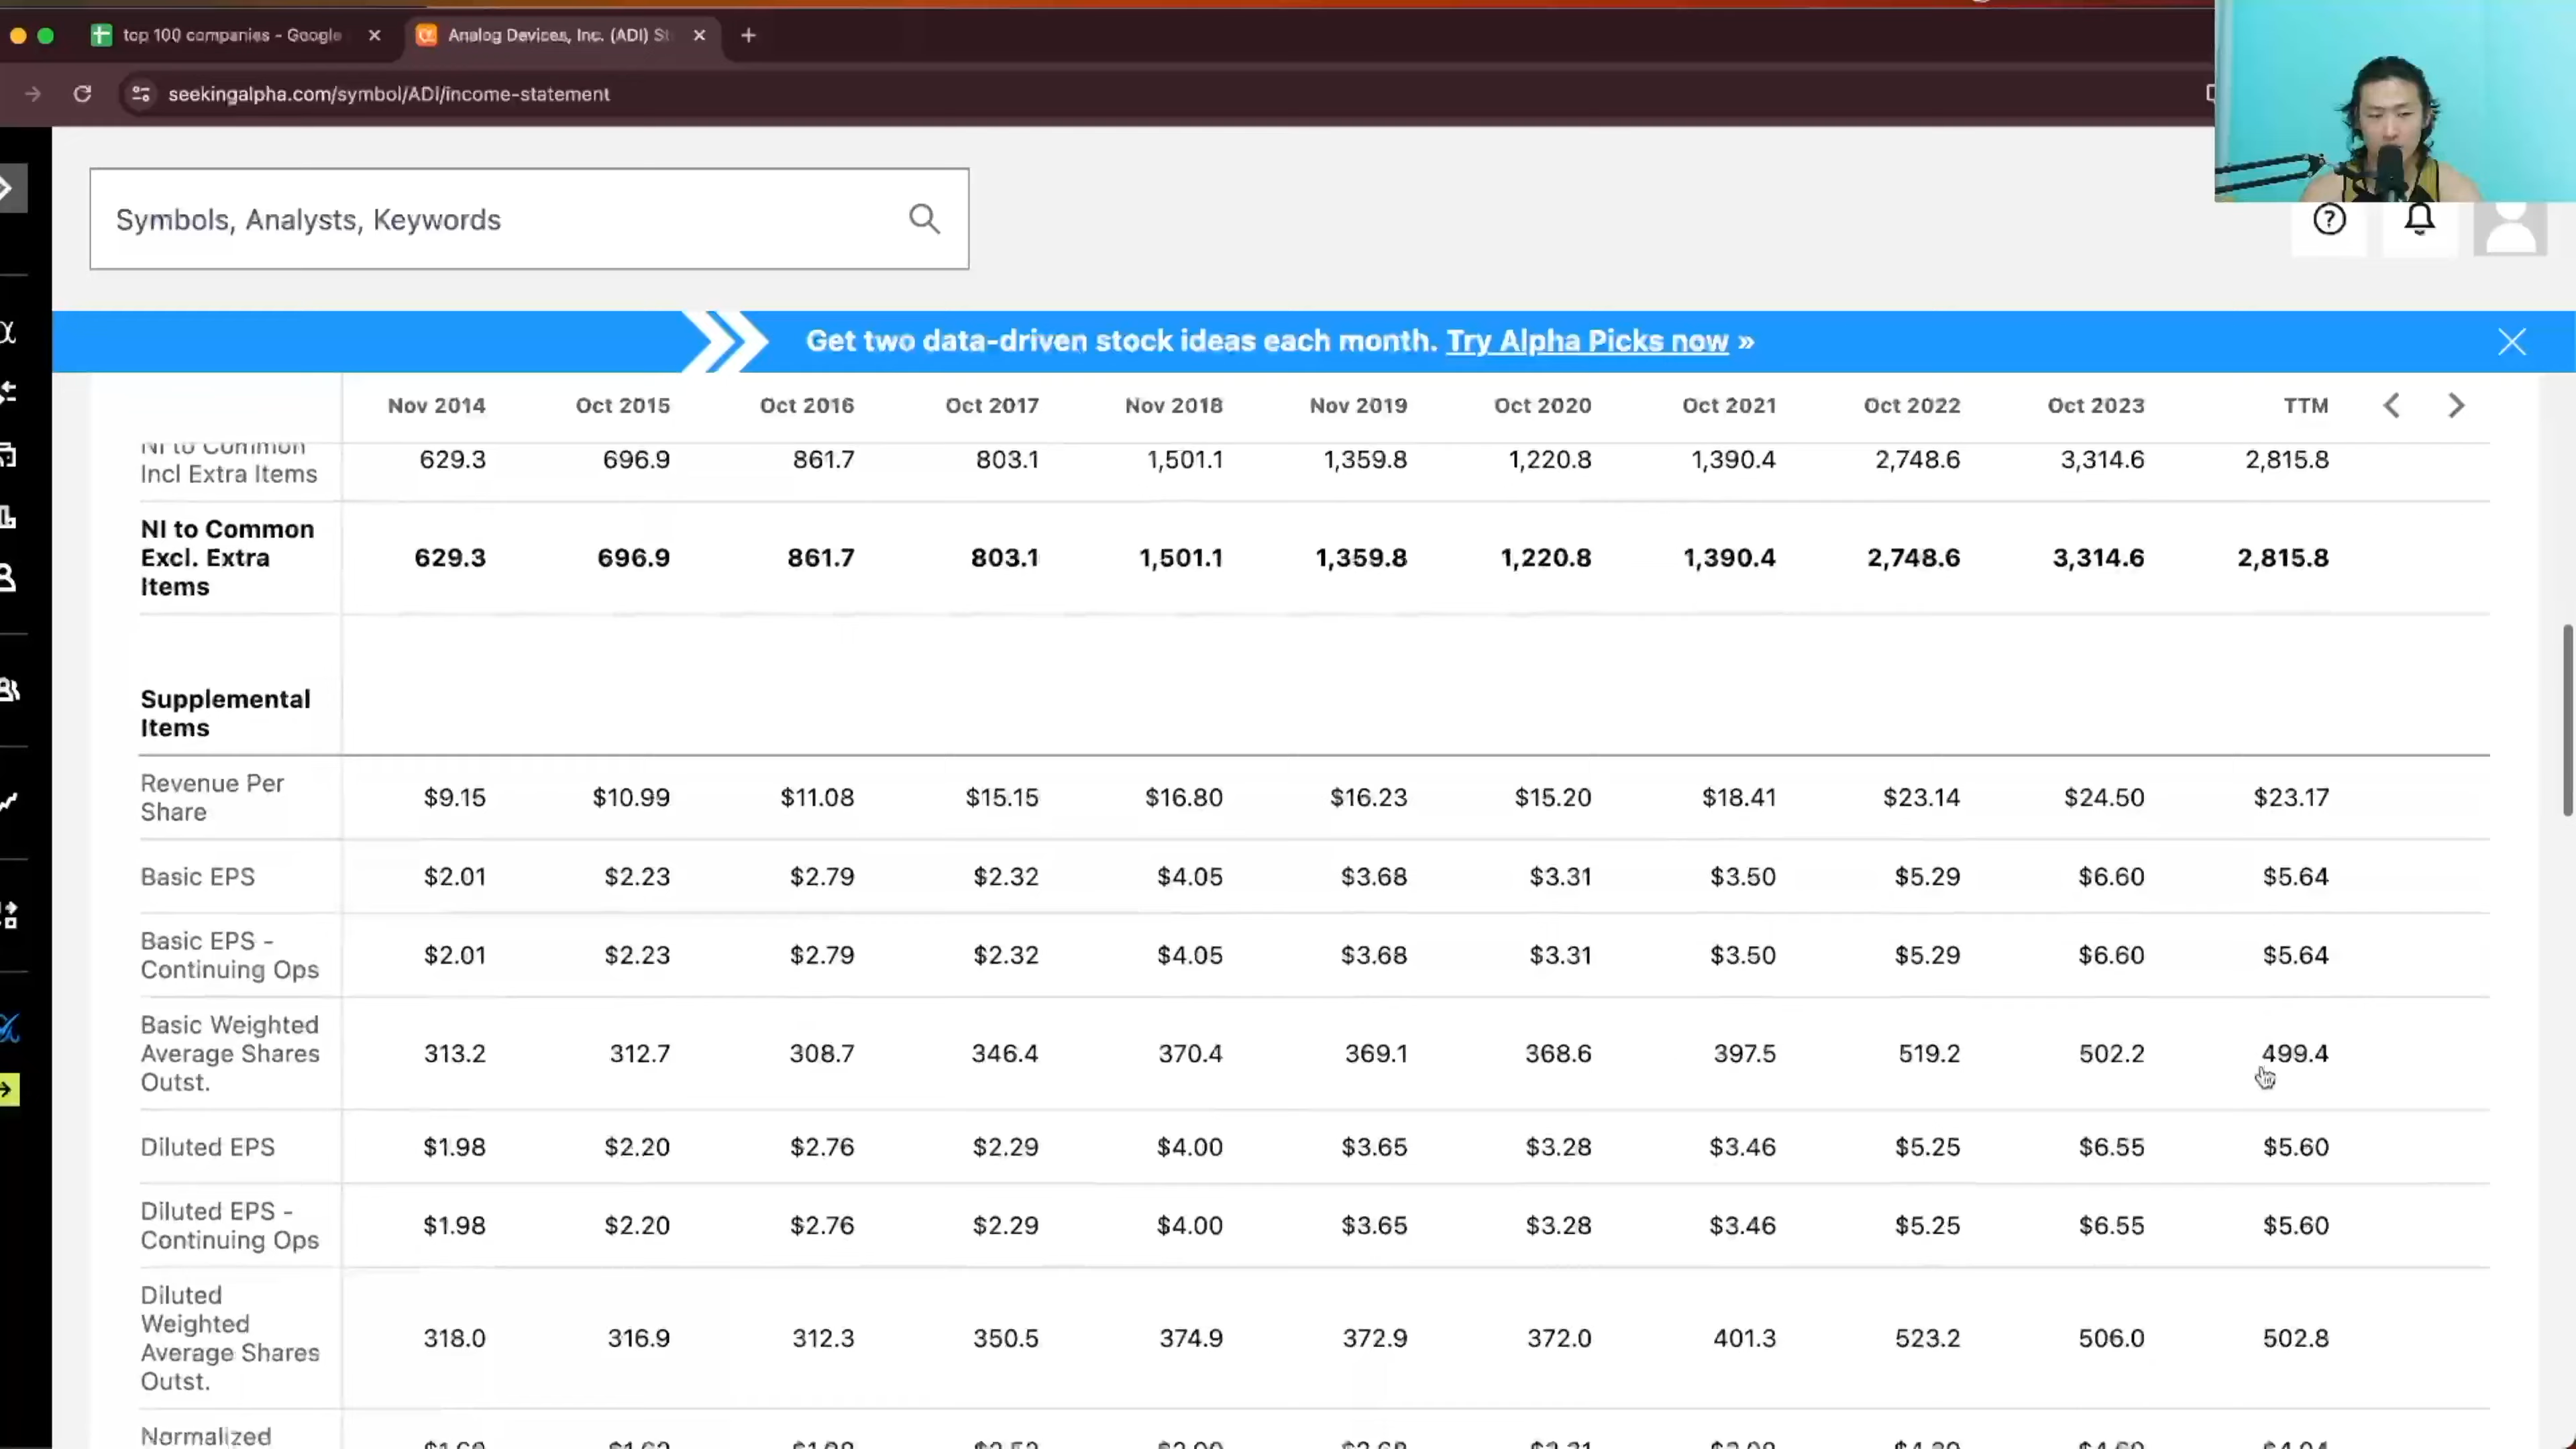 top 100 companies - Google
Analog Devices, Inc. (ADI) St
seekingalpha.com/symbol/ADI/income-statement
Symbols, Analysts, Keywords
Get two data-driven stock ideas each month. Try Alpha Picks now »
Nov 2014 Oct 2015 Oct 2016 Oct 2017 Nov 2018 Nov 2019 Oct 2020 Oct 2021 Oct 2022 Oct 2023 TTM
NI to Common
Incl Extra Items 629.3 696.9 861.7 803.1 1,501.1 1,359.8 1,220.8 1,390.4 2,748.6 3,314.6 2,815.8
NI to Common
Excl. Extra
Items 629.3 696.9 861.7 803.1 1,501.1 1,359.8 1,220.8 1,390.4 2,748.6 3,314.6 2,815.8
Supplemental
Items
Revenue Per
Share $9.15 $10.99 $11.08 $15.15 $16.80 $16.23 $15.20 $18.41 $23.14 $24.50 $23.17
Basic EPS $2.01 $2.23 $2.79 $2.32 $4.05 $3.68 $3.31 $3.50 $5.29 $6.60 $5.64
Basic EPS -
Continuing Ops $2.01 $2.23 $2.79 $2.32 $4.05 $3.68 $3.31 $3.50 $5.29 $6.60 $5.64
Basic Weighted
Average Shares
Outst. 313.2 312.7 308.7 346.4 370.4 369.1 368.6 397.5 519.2 502.2 499.4
Diluted EPS $1.98 $2.20 $2.76 $2.29 $4.00 $3.65 $3.28 $3.46 $5.25 $6.55 $5.60
Diluted EPS -
Continuing Ops $1.98 $2.20 $2.76 $2.29 $4.00 $3.65 $3.28 $3.46 $5.25 $6.55 $5.60
Diluted
Weighted
Average Shares
Outst. 318.0 316.9 312.3 350.5 374.9 372.9 372.0 401.3 523.2 506.0 502.8
Normalized